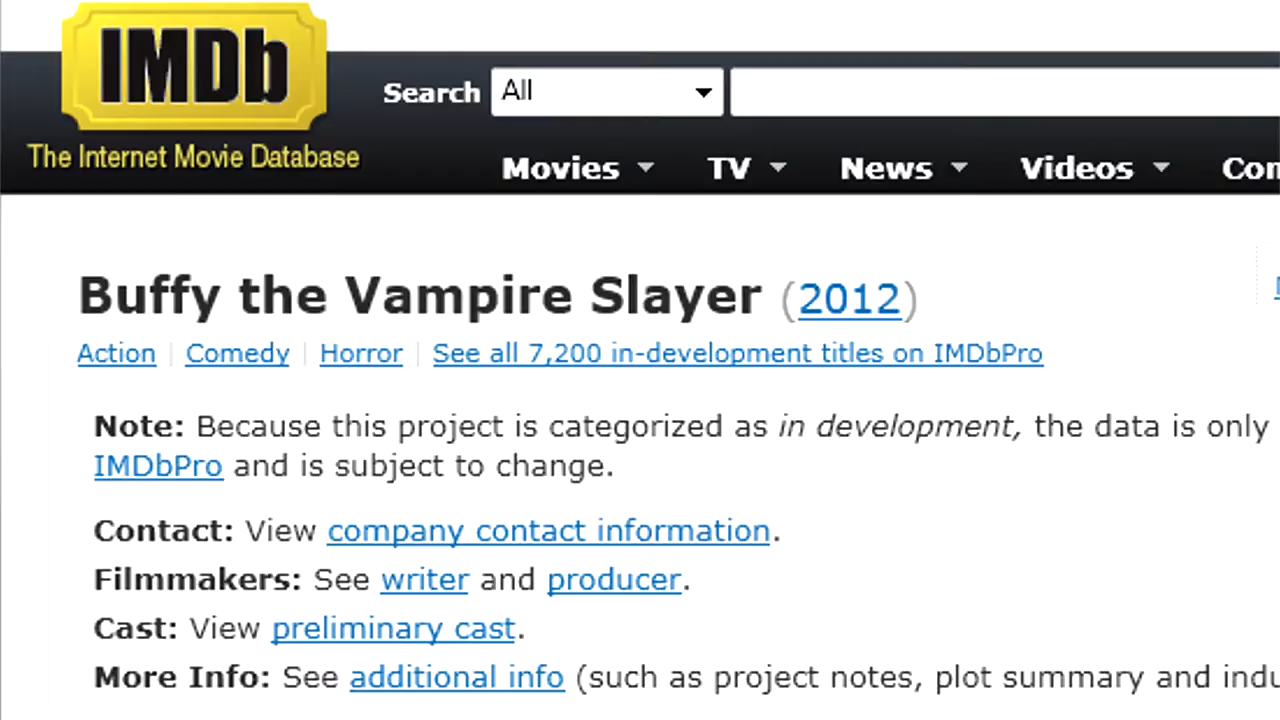 IMDb
The Internet Movie Database
Search All
Movies TV News Videos
Buffy the Vampire Slayer (2012)
Action | Comedy | Horror | See all 7,200 in-development titles on IMDbPro
Note: Because this project is categorized as in development, the data is only
IMDbPro and is subject to change.
Contact: View company contact information.
Filmmakers: See writer and producer.
Cast: View preliminary cast.
More Info: See additional info (such as project notes, plot summary and